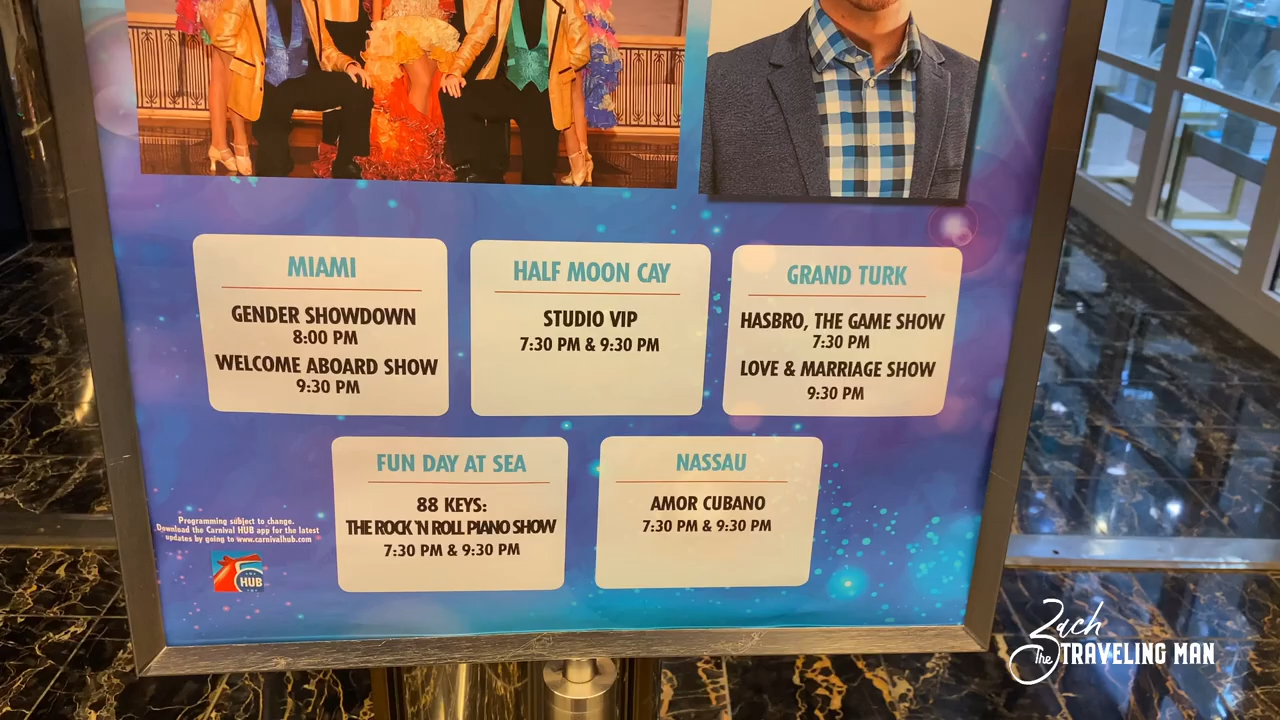 MIAMI
GENDER SHOWDOWN
8:00 PM
WELCOME ABOARD SHOW
9:30 PM
HALF MOON CAY
STUDIO VIP
7:30 PM & 9:30 PM
GRAND TURK
HASBRO, THE GAME SHOW
7:30 PM
LOVE & MARRIAGE SHOW
9:30 PM
FUN DAY AT SEA
88 KEYS:
THE ROCK 'N ROLL PIANO SHOW
7:30 PM & 9:30 PM
NASSAU
AMOR CUBANO
7:30 PM & 9:30 PM
Programming subject to change.
Download the Carnival HUB app for the latest
updates by going to www.carnivalhub.com
HUB
Zach
The TRAVELING MAN